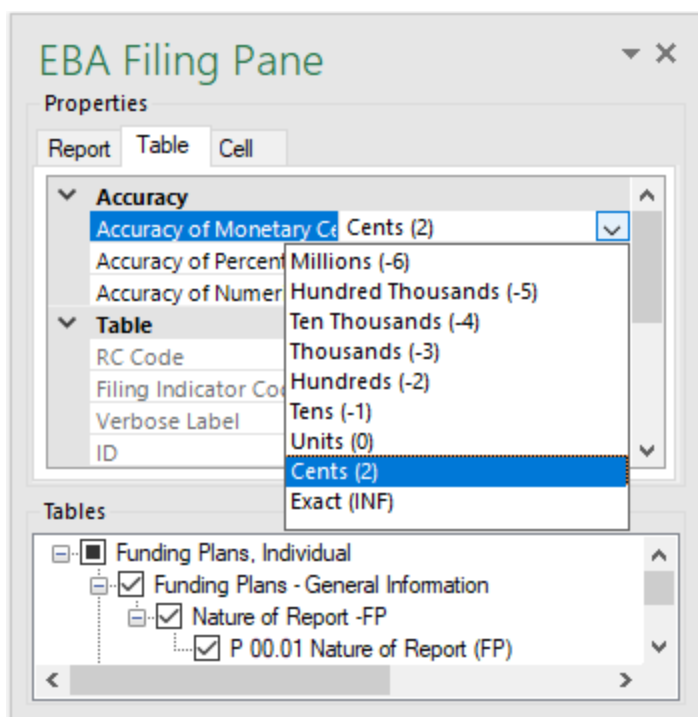 EBA Filing Pane
Properties
Report Table Cell
Accuracy
Accuracy of Monetary Ce Cents (2)
Accuracy of Percent
Millions (-6)
Accuracy of Numer
Hundred Thousands (-5)
Table
Ten Thousands (-4)
RC Code
Thousands (-3)
Filing Indicator Co
Hundreds (-2)
Verbose Label
Tens (-1)
ID
Units (0)
Cents (2)
Exact (INF)
Tables
Funding Plans, Individual
Funding Plans - General Information
Nature of Report -FP
P 00.01 Nature of Report (FP)